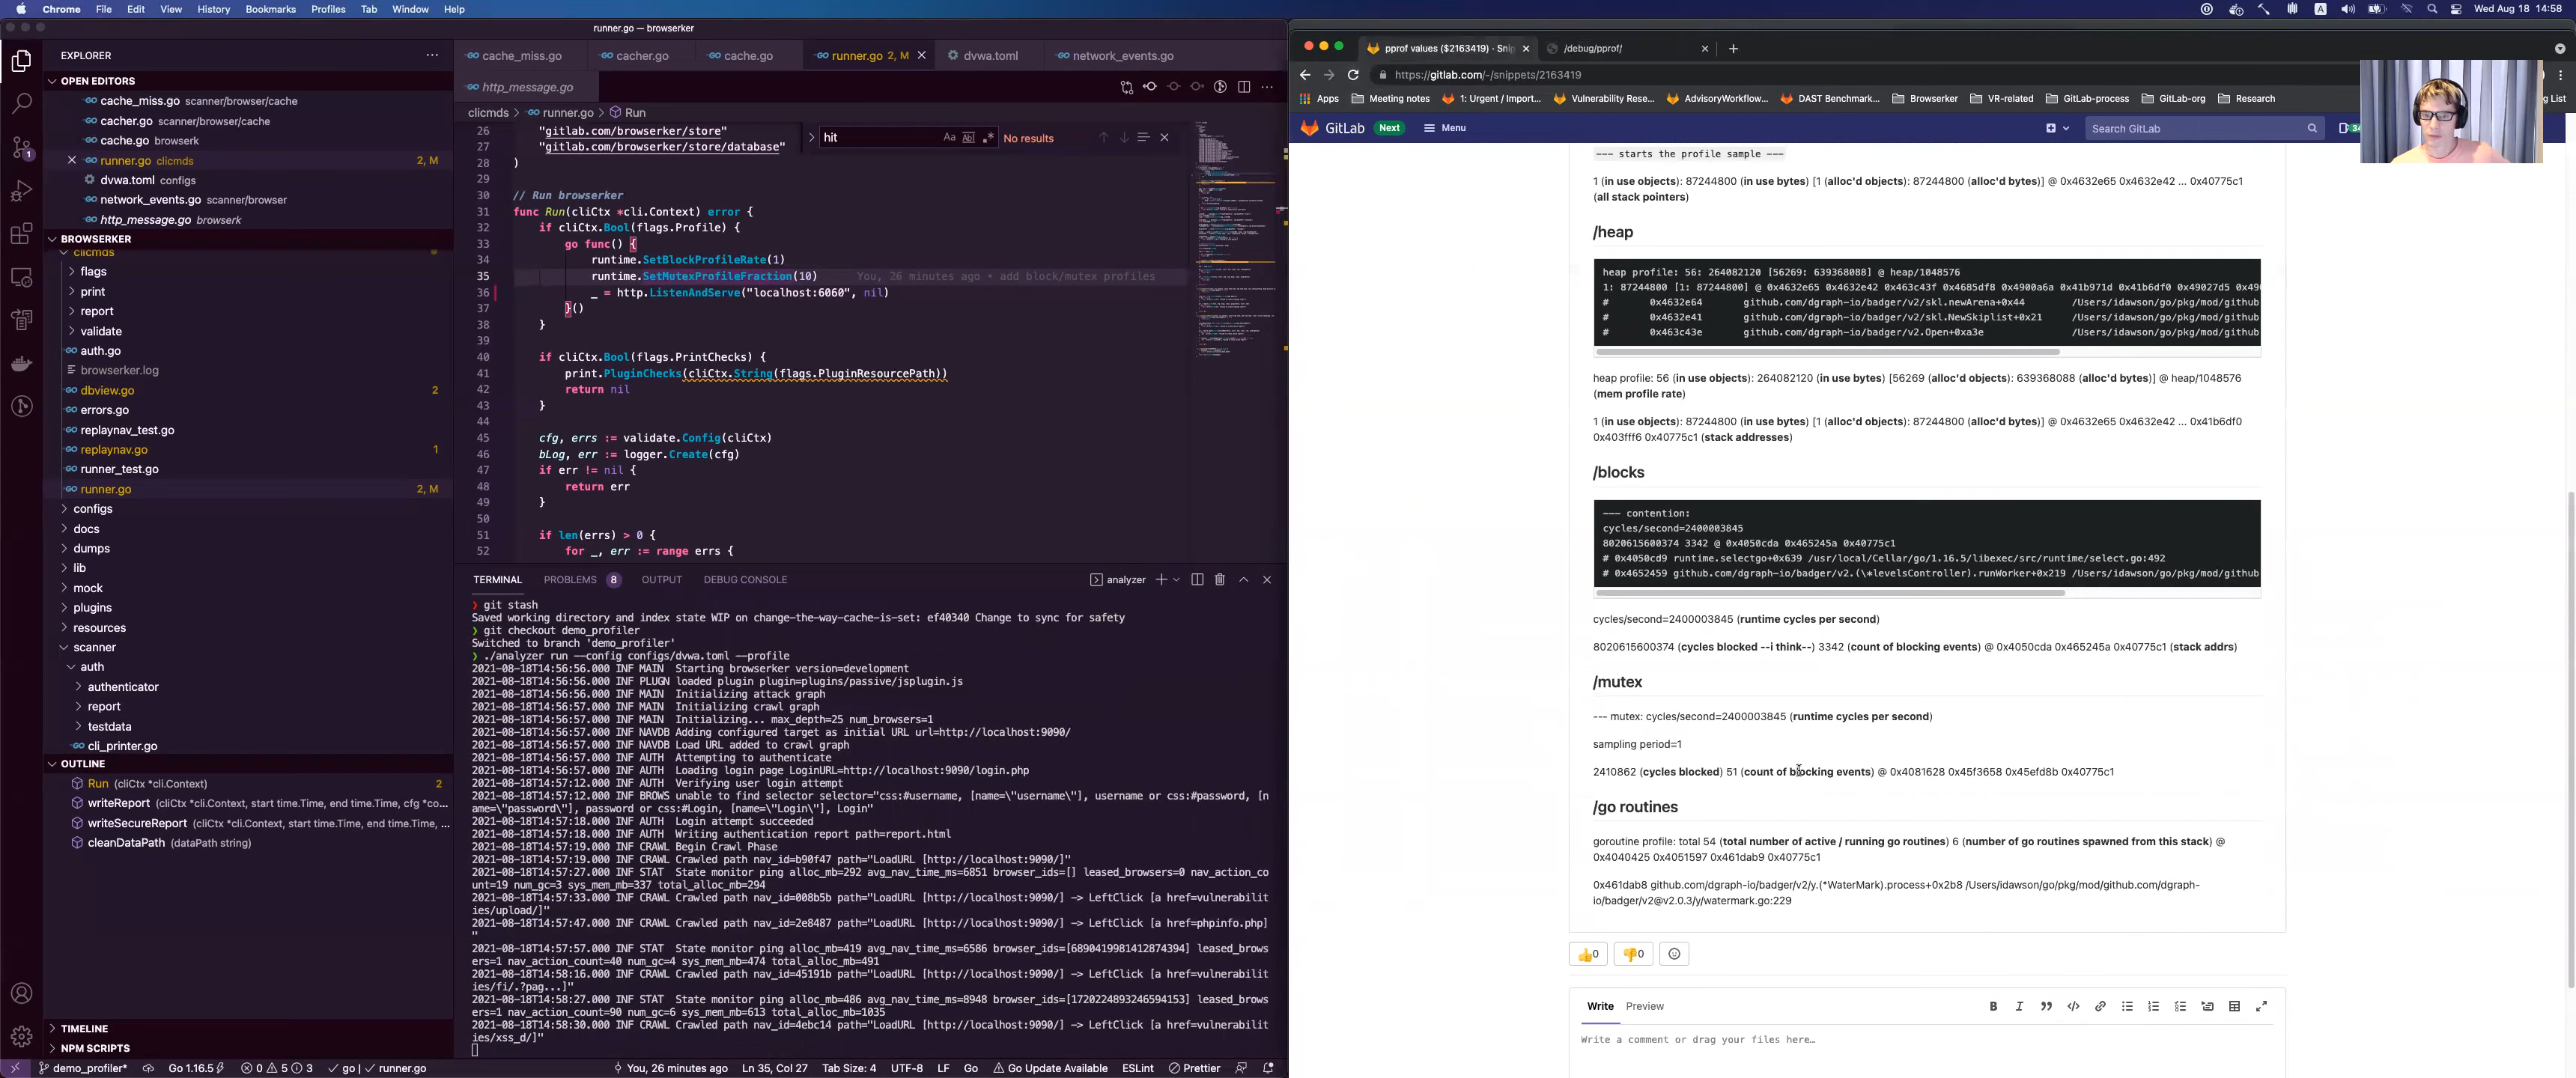 Chrome File Edit View History Bookmarks Profiles Tab Window Help
Wed Aug 18 14:58
runner.go — browserker
EXPLORER
OPEN EDITORS
cache_miss.go scanner/browser/cache
cacher.go scanner/browser/cache
cache.go browserk
runner.go clicmds 2, M
dvwa.toml configs
network_events.go scanner/browser
http_message.go browserk
BROWSERKER
clicmds
flags
print
report
validate
auth.go
browserker.log
dbview.go 2
errors.go
replaynav_test.go
replaynav.go 1
runner_test.go
runner.go 2, M
configs
docs
dumps
lib
mock
plugins
resources
scanner
auth
authenticator
report
testdata
cli_printer.go
OUTLINE
Run (cliCtx *cli.Context) 2
writeReport (cliCtx *cli.Context, start time.Time, end time.Time, cfg *co...
writeSecureReport (cliCtx *cli.Context, start time.Time, end time.Time, ...
cleanDataPath (dataPath string)
TIMELINE
NPM SCRIPTS
cache_miss.go cacher.go cache.go runner.go 2, M dvwa.toml network_events.go
http_message.go
clicmds > runner.go > Run
hit Aa Abl .* No results
26 "gitlab.com/browserker/store"
27 "gitlab.com/browserker/store/database"
28 )
29
30 // Run browserker
31 func Run(cliCtx *cli.Context) error {
32 if cliCtx.Bool(flags.Profile) {
33 go func() {
34 runtime.SetBlockProfileRate(1)
35 runtime.SetMutexProfileFraction(10) You, 26 minutes ago • add block/mutex profiles
36 _ = http.ListenAndServe("localhost:6060", nil)
37 }()
38 }
39
40 if cliCtx.Bool(flags.PrintChecks) {
41 print.PluginChecks(cliCtx.String(flags.PluginResourcePath))
42 return nil
43 }
44
45 cfg, errs := validate.Config(cliCtx)
46 bLog, err := logger.Create(cfg)
47 if err != nil {
48 return err
49 }
50
51 if len(errs) > 0 {
52 for _, err := range errs {
TERMINAL PROBLEMS 8 OUTPUT DEBUG CONSOLE
analyzer
❯ git stash
Saved working directory and index state WIP on change-the-way-cache-is-set: ef40340 Change to sync for safety
❯ git checkout demo_profiler
Switched to branch 'demo_profiler'
❯ ./analyzer run --config configs/dvwa.toml --profile
2021-08-18T14:56:56.000 INF MAIN Starting browserker version=development
2021-08-18T14:56:56.000 INF PLUGN loaded plugin plugin=plugins/passive/jsplugin.js
2021-08-18T14:56:56.000 INF MAIN Initializing attack graph
2021-08-18T14:56:57.000 INF MAIN Initializing crawl graph
2021-08-18T14:56:57.000 INF MAIN Initializing... max_depth=25 num_browsers=1
2021-08-18T14:56:57.000 INF NAVDB Adding configured target as initial URL url=http://localhost:9090/
2021-08-18T14:56:57.000 INF NAVDB Load URL added to crawl graph
2021-08-18T14:56:57.000 INF AUTH Attempting to authenticate
2021-08-18T14:56:57.000 INF AUTH Loading login page LoginURL=http://localhost:9090/login.php
2021-08-18T14:57:12.000 INF AUTH Verifying user login attempt
2021-08-18T14:57:12.000 INF BROWS unable to find selector selector="css:#username, [name=\"username\"], username or css:#password, [n
ame=\"password\"], password or css:#Login, [name=\"Login\"], Login"
2021-08-18T14:57:18.000 INF AUTH Login attempt succeeded
2021-08-18T14:57:18.000 INF AUTH Writing authentication report path=report.html
2021-08-18T14:57:19.000 INF CRAWL Begin Crawl Phase
2021-08-18T14:57:19.000 INF CRAWL Crawled path nav_id=b90f47 path="LoadURL [http://localhost:9090/]"
2021-08-18T14:57:27.000 INF STAT State monitor ping alloc_mb=292 avg_nav_time_ms=6851 browser_ids=[] leased_browsers=0 nav_action_co
unt=19 num_gc=3 sys_mem_mb=337 total_alloc_mb=294
2021-08-18T14:57:33.000 INF CRAWL Crawled path nav_id=008b5b path="LoadURL [http://localhost:9090/] -> LeftClick [a href=vulnerabilit
ies/upload/]"
2021-08-18T14:57:47.000 INF CRAWL Crawled path nav_id=2e8487 path="LoadURL [http://localhost:9090/] -> LeftClick [a href=phpinfo.php]
"
2021-08-18T14:57:57.000 INF STAT State monitor ping alloc_mb=419 avg_nav_time_ms=6586 browser_ids=[6890419981412874394] leased_brows
ers=1 nav_action_count=40 num_gc=4 sys_mem_mb=474 total_alloc_mb=491
2021-08-18T14:58:16.000 INF CRAWL Crawled path nav_id=45191b path="LoadURL [http://localhost:9090/] -> LeftClick [a href=vulnerabilit
ies/fi/.?pag...]"
2021-08-18T14:58:27.000 INF STAT State monitor ping alloc_mb=486 avg_nav_time_ms=8948 browser_ids=[1720224893246594153] leased_brows
ers=1 nav_action_count=90 num_gc=6 sys_mem_mb=613 total_alloc_mb=1035
2021-08-18T14:58:30.000 INF CRAWL Crawled path nav_id=4ebc14 path="LoadURL [http://localhost:9090/] -> LeftClick [a href=vulnerabilit
ies/xss_d/]"
demo_profiler* Go 1.16.5 0 5 3 go | runner.go You, 26 minutes ago Ln 35, Col 27 Tab Size: 4 UTF-8 LF Go Go Update Available ESLint Prettier
pprof values ($2163419) · Snip /debug/pprof/
https://gitlab.com/-/snippets/2163419
Apps Meeting notes 1: Urgent / Import... Vulnerability Rese... AdvisoryWorkflow... DAST Benchmark... Browserker VR-related GitLab-process GitLab-org Research
GitLab Next Menu Search GitLab
--- starts the profile sample ---
1 (in use objects): 87244800 (in use bytes) [1 (alloc'd objects): 87244800 (alloc'd bytes)] @ 0x4632e65 0x4632e42 ... 0x40775c1
(all stack pointers)
/heap
heap profile: 56: 264082120 [56269: 639368088] @ heap/1048576
1: 87244800 [1: 87244800] @ 0x4632e65 0x4632e42 0x463c43f 0x4685df8 0x4900a6a 0x41b971d 0x41b6df0 0x49027d5 0x490
# 0x4632e64 github.com/dgraph-io/badger/v2/skl.newArena+0x44 /Users/idawson/go/pkg/mod/github
# 0x4632e41 github.com/dgraph-io/badger/v2/skl.NewSkiplist+0x21 /Users/idawson/go/pkg/mod/github
# 0x463c43e github.com/dgraph-io/badger/v2.Open+0xa3e /Users/idawson/go/pkg/mod/github
heap profile: 56 (in use objects): 264082120 (in use bytes) [56269 (alloc'd objects): 639368088 (alloc'd bytes)] @ heap/1048576
(mem profile rate)
1 (in use objects): 87244800 (in use bytes) [1 (alloc'd objects): 87244800 (alloc'd bytes)] @ 0x4632e65 0x4632e42 ... 0x41b6df0
0x403fff6 0x40775c1 (stack addresses)
/blocks
--- contention:
cycles/second=2400003845
8020615600374 3342 @ 0x4050cda 0x465245a 0x40775c1
# 0x4050cd9 runtime.selectgo+0x639 /usr/local/Cellar/go/1.16.5/libexec/src/runtime/select.go:492
# 0x4652459 github.com/dgraph-io/badger/v2.(\*levelsController).runWorker+0x219 /Users/idawson/go/pkg/mod/github
cycles/second=2400003845 (runtime cycles per second)
8020615600374 (cycles blocked --i think--) 3342 (count of blocking events) @ 0x4050cda 0x465245a 0x40775c1 (stack addrs)
/mutex
--- mutex: cycles/second=2400003845 (runtime cycles per second)
sampling period=1
2410862 (cycles blocked) 51 (count of blocking events) @ 0x4081628 0x45f3658 0x45efd8b 0x40775c1
/go routines
goroutine profile: total 54 (total number of active / running go routines) 6 (number of go routines spawned from this stack) @
0x4040425 0x4051597 0x461dab9 0x40775c1
0x461dab8 github.com/dgraph-io/badger/v2/y.(*WaterMark).process+0x2b8 /Users/idawson/go/pkg/mod/github.com/dgraph-
io/badger/v2@v2.0.3/y/watermark.go:229
0 0
Write Preview
Write a comment or drag your files here…